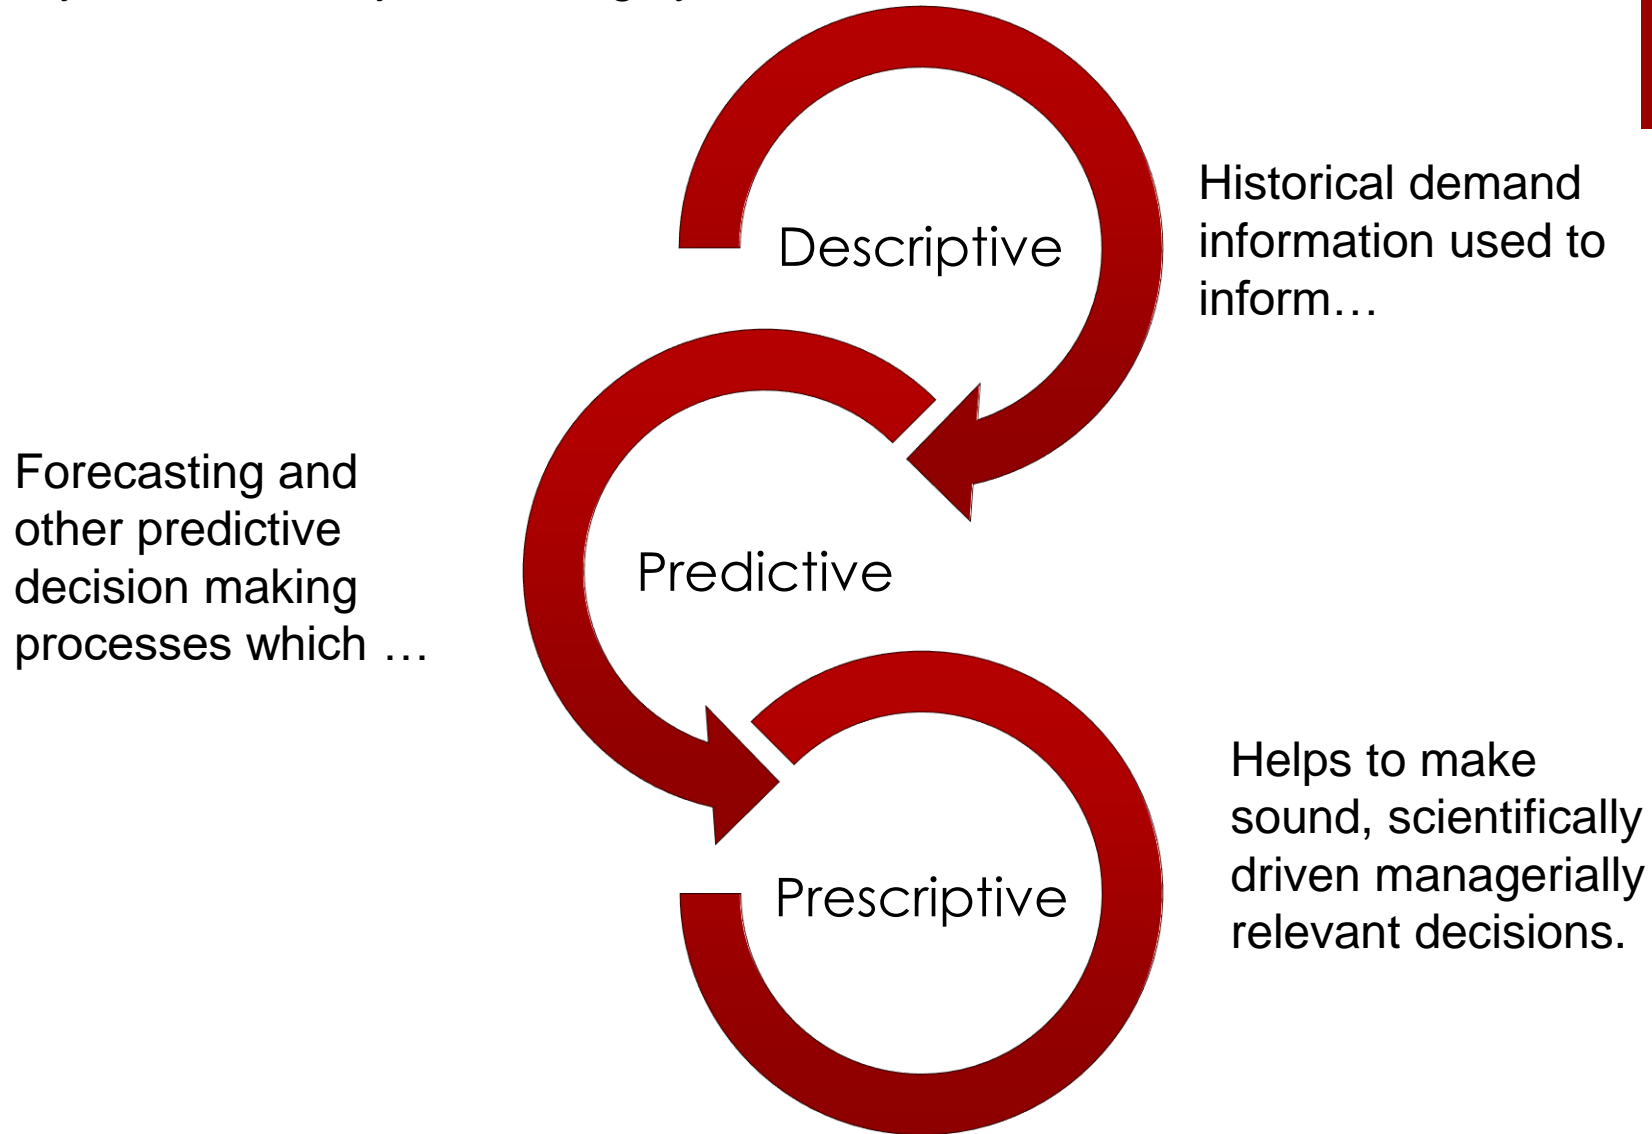 Descriptive
Historical demand
information used to
inform…
Forecasting and
other predictive
decision making
processes which …
Predictive
Helps to make
sound, scientifically
driven managerially
relevant decisions.
Prescriptive